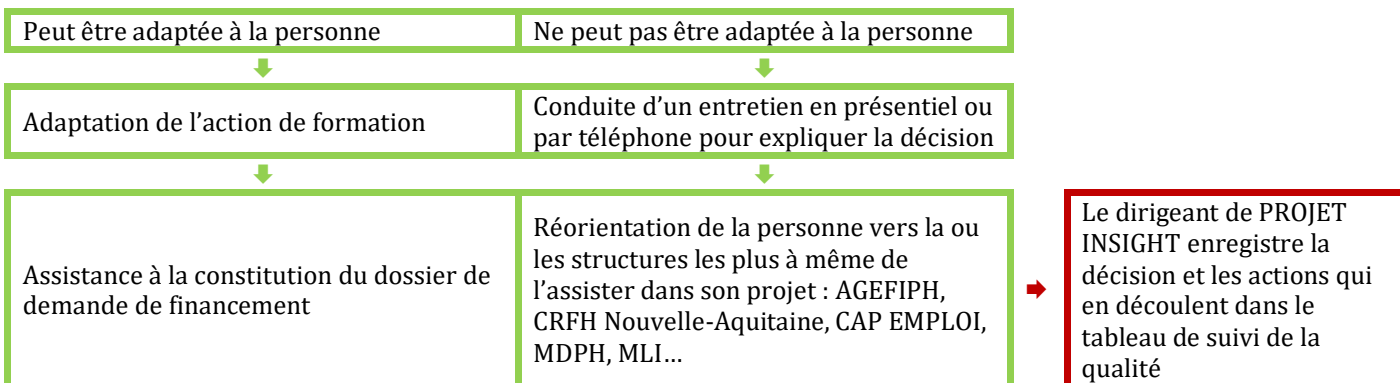 Peut être adaptée à la personne
Ne peut pas être adaptée à la personne
Adaptation de l’action de formation
Conduite d’un entretien en présentiel ou
par téléphone pour expliquer la décision
Assistance à la constitution du dossier de
demande de financement
Réorientation de la personne vers la ou
les structures les plus à même de
l’assister dans son projet : AGEFIPH,
CRFH Nouvelle-Aquitaine, CAP EMPLOI,
MDPH, MLI…
Le dirigeant de PROJET
INSIGHT enregistre la
décision et les actions qui
en découlent dans le
tableau de suivi de la
qualité